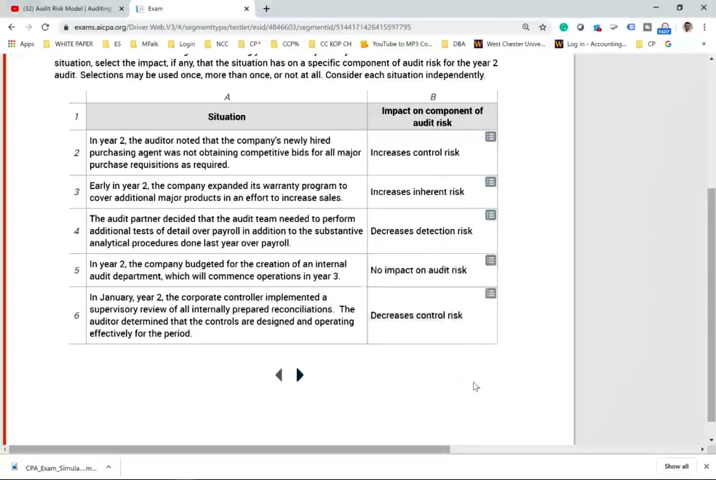 (32) Audit Risk Model | Auditing
Exam
exams.aicpa.org/Driver.Web.V3/#/segmenttype/testlet/esid/4846603/segmentid/5144171426415597795
Apps WHITE PAPER ES MFalk Login NCC CP^ CCP% CC KOP CH YouTube to MP3 Co... DBA West Chester Unive... Log in - Accounting... CP
situation, select the impact, if any, that the situation has on a specific component of audit risk for the year 2
audit. Selections may be used once, more than once, or not at all. Consider each situation independently.
A B
1 Situation Impact on component of
audit risk
In year 2, the auditor noted that the company's newly hired
2 purchasing agent was not obtaining competitive bids for all major Increases control risk
purchase requisitions as required.
Early in year 2, the company expanded its warranty program to
3 cover additional major products in an effort to increase sales. Increases inherent risk
The audit partner decided that the audit team needed to perform
4 additional tests of detail over payroll in addition to the substantive Decreases detection risk
analytical procedures done last year over payroll.
In year 2, the company budgeted for the creation of an internal
5 audit department, which will commence operations in year 3. No impact on audit risk
In January, year 2, the corporate controller implemented a
supervisory review of all internally prepared reconciliations. The
6 auditor determined that the controls are designed and operating Decreases control risk
effectively for the period.
CPA_Exam_Simula....m...
Show all